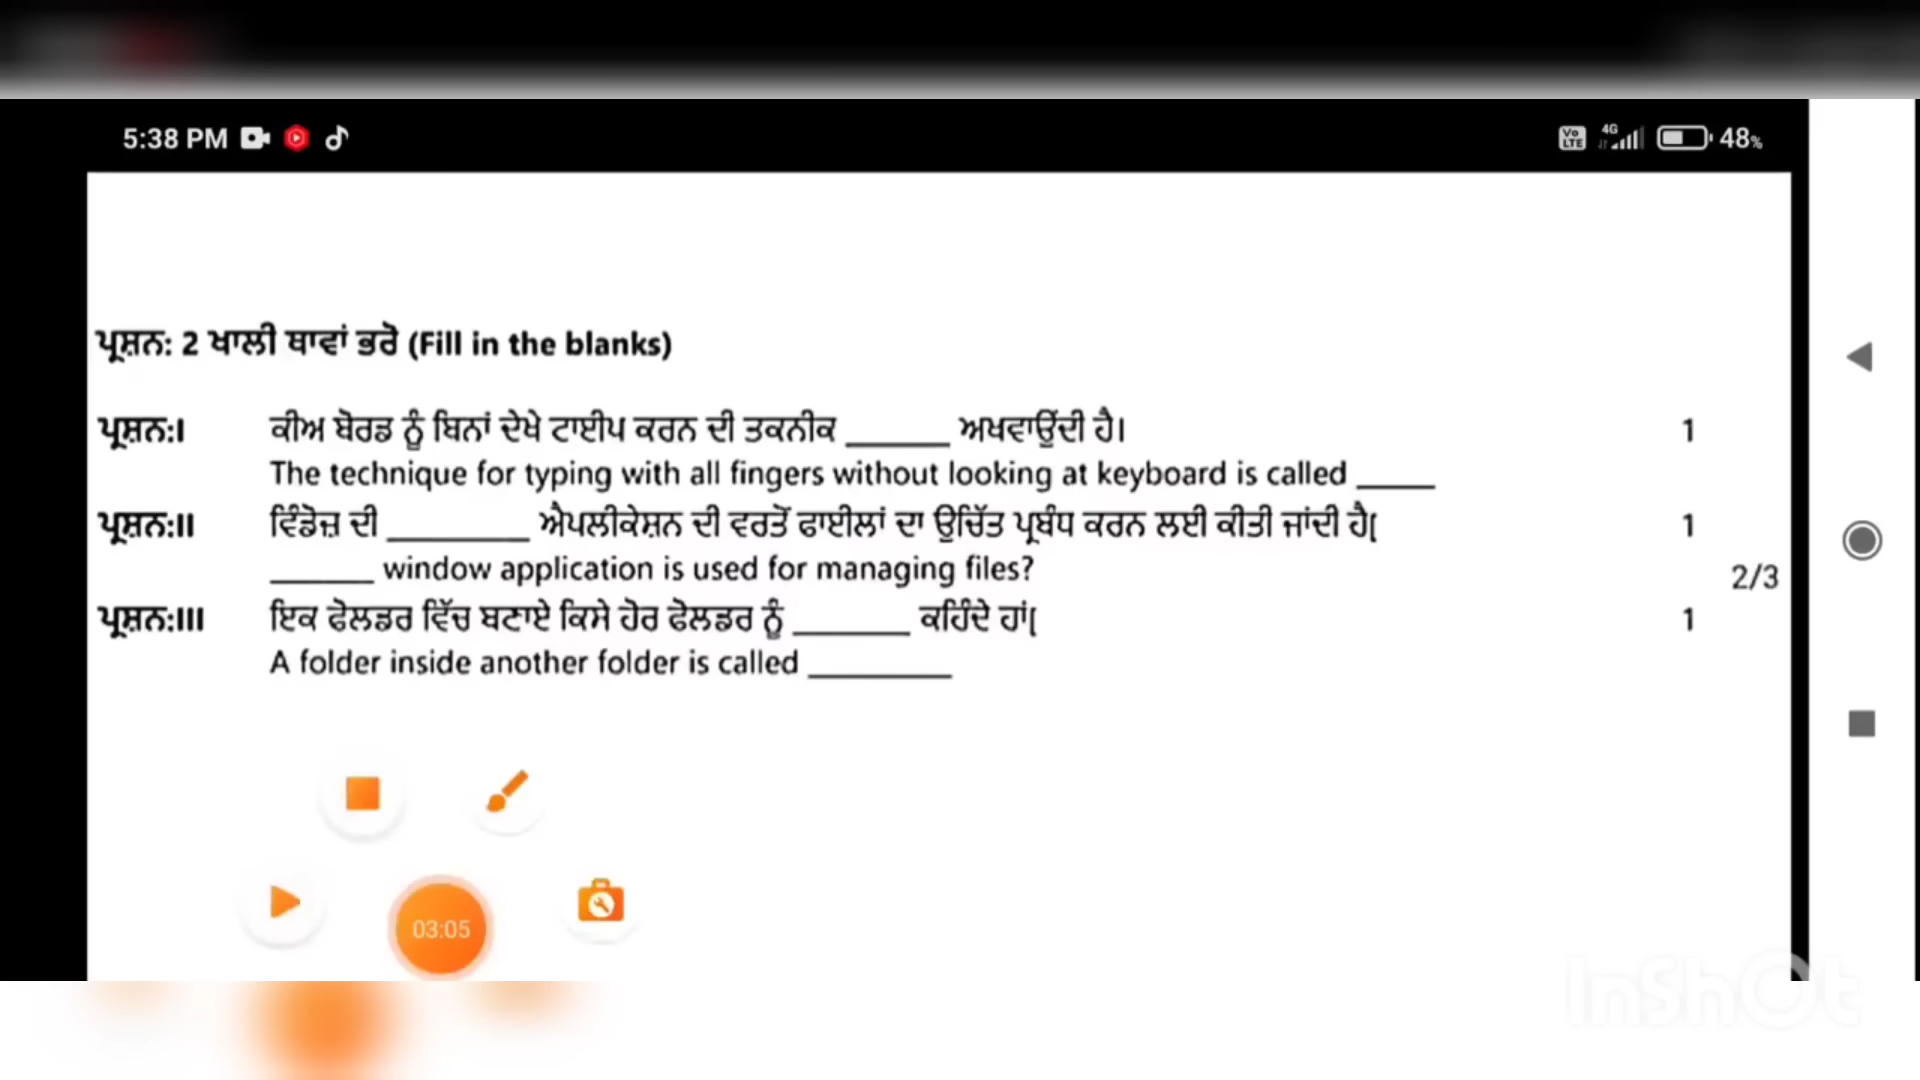 5:38 PM Vo LTE 4G 48%
ਪ੍ਰਸ਼ਨ: 2 ਖਾਲੀ ਥਾਵਾਂ ਭਰੋ (Fill in the blanks)
ਪ੍ਰਸ਼ਨ:I ਕੀਅ ਬੋਰਡ ਨੂੰ ਬਿਨਾਂ ਦੇਖੇ ਟਾਈਪ ਕਰਨ ਦੀ ਤਕਨੀਕ ______ ਅਖਵਾਉਂਦੀ ਹੈ। 1
The technique for typing with all fingers without looking at keyboard is called _____
ਪ੍ਰਸ਼ਨ:II ਵਿੰਡੋਜ਼ ਦੀ ________ ਐਪਲੀਕੇਸ਼ਨ ਦੀ ਵਰਤੋਂ ਫਾਈਲਾਂ ਦਾ ਉਚਿੱਤ ਪ੍ਰਬੰਧ ਕਰਨ ਲਈ ਕੀਤੀ ਜਾਂਦੀ ਹੈ[ 1
______ window application is used for managing files?
2/3
ਪ੍ਰਸ਼ਨ:III ਇਕ ਫੋਲਡਰ ਵਿੱਚ ਬਣਾਏ ਕਿਸੇ ਹੋਰ ਫੋਲਡਰ ਨੂੰ _______ ਕਹਿੰਦੇ ਹਾਂ[ 1
A folder inside another folder is called ________
03:05
InShOt